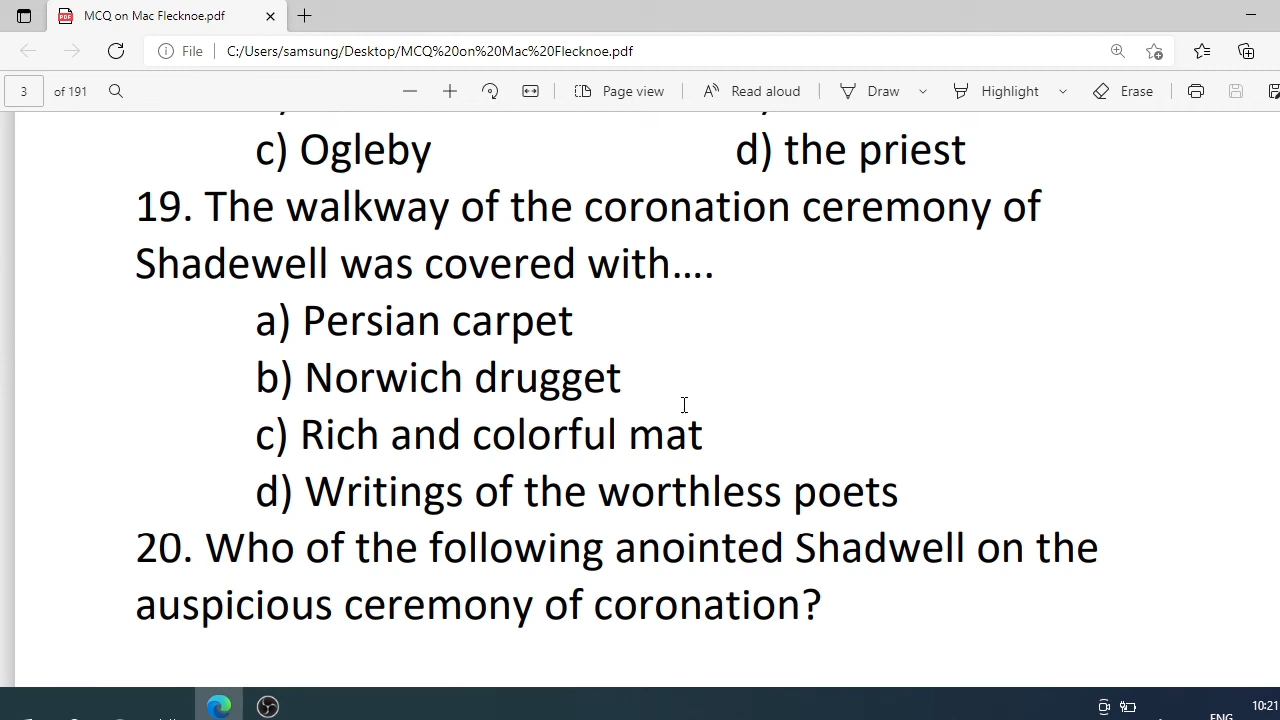 MCQ on Mac Flecknoe.pdf
File C:/Users/samsung/Desktop/MCQ%20on%20Mac%20Flecknoe.pdf
3 of 191 Page view Read aloud Draw Highlight Erase
c) Ogleby d) the priest
19. The walkway of the coronation ceremony of
Shadewell was covered with....
a) Persian carpet
b) Norwich drugget
c) Rich and colorful mat
d) Writings of the worthless poets
20. Who of the following anointed Shadwell on the
auspicious ceremony of coronation?
10:21
ENG